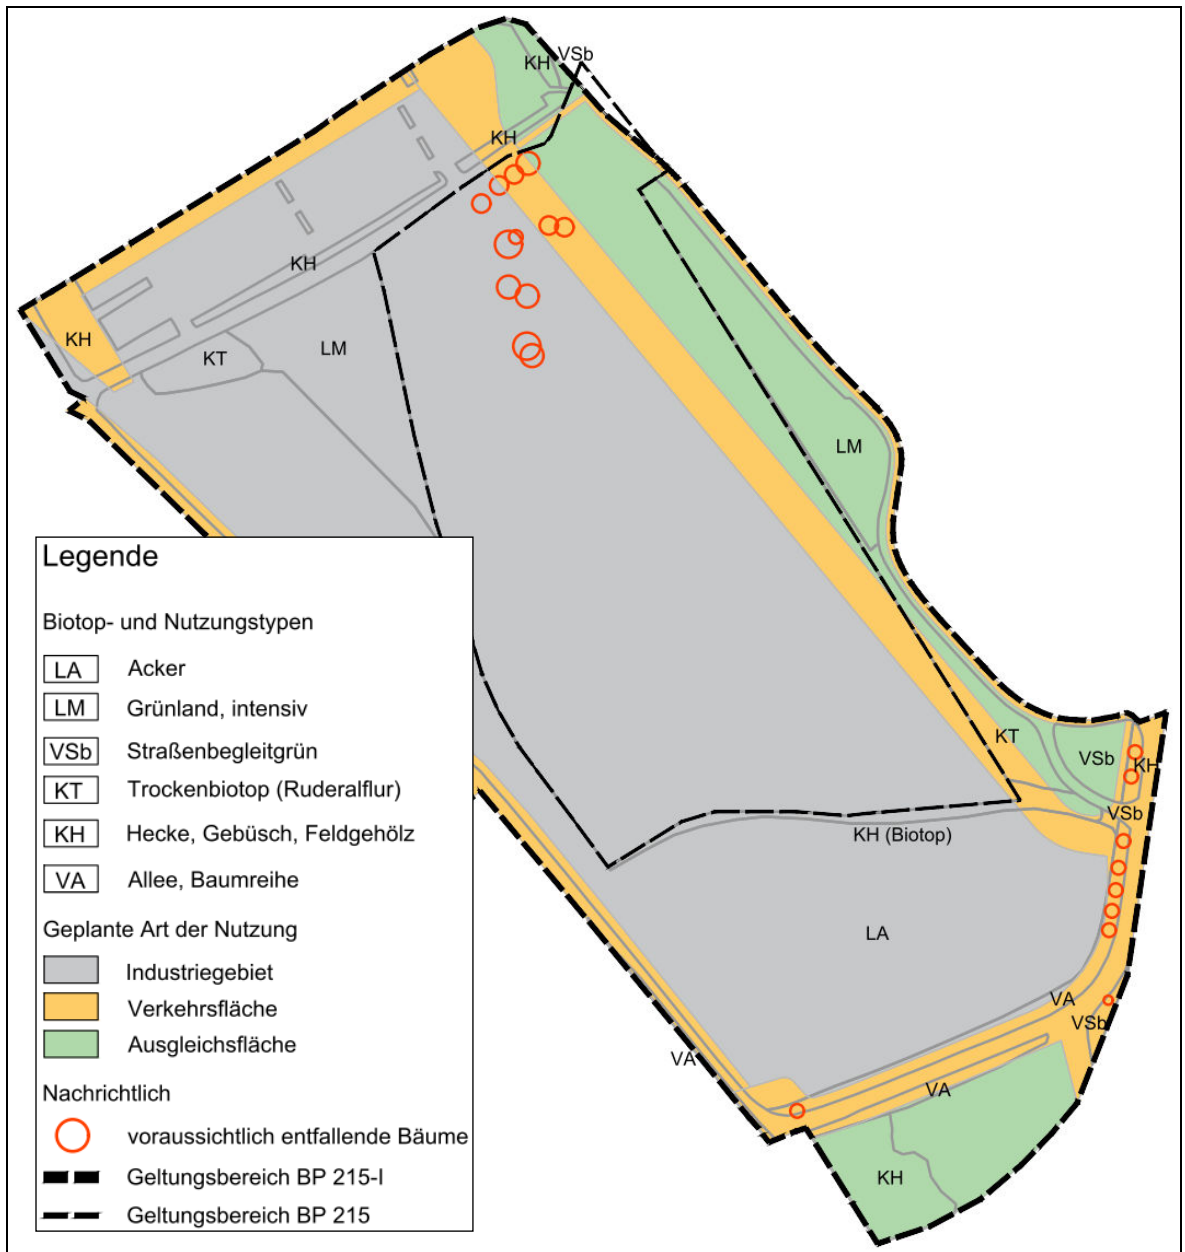 KH
VSb
KH
KH
KH
KT
LM
LM
KT
VSb
KH
VSb
KH (Biotop)
LA
VA
VSb
VA
VA
KH
Legende
Biotop- und Nutzungstypen
LA Acker
LM Grünland, intensiv
VSb Straßenbegleitgrün
KT Trockenbiotop (Ruderalflur)
KH Hecke, Gebüsch, Feldgehölz
VA Allee, Baumreihe
Geplante Art der Nutzung
Industriegebiet
Verkehrsfläche
Ausgleichsfläche
Nachrichtlich
voraussichtlich entfallende Bäume
Geltungsbereich BP 215-I
Geltungsbereich BP 215